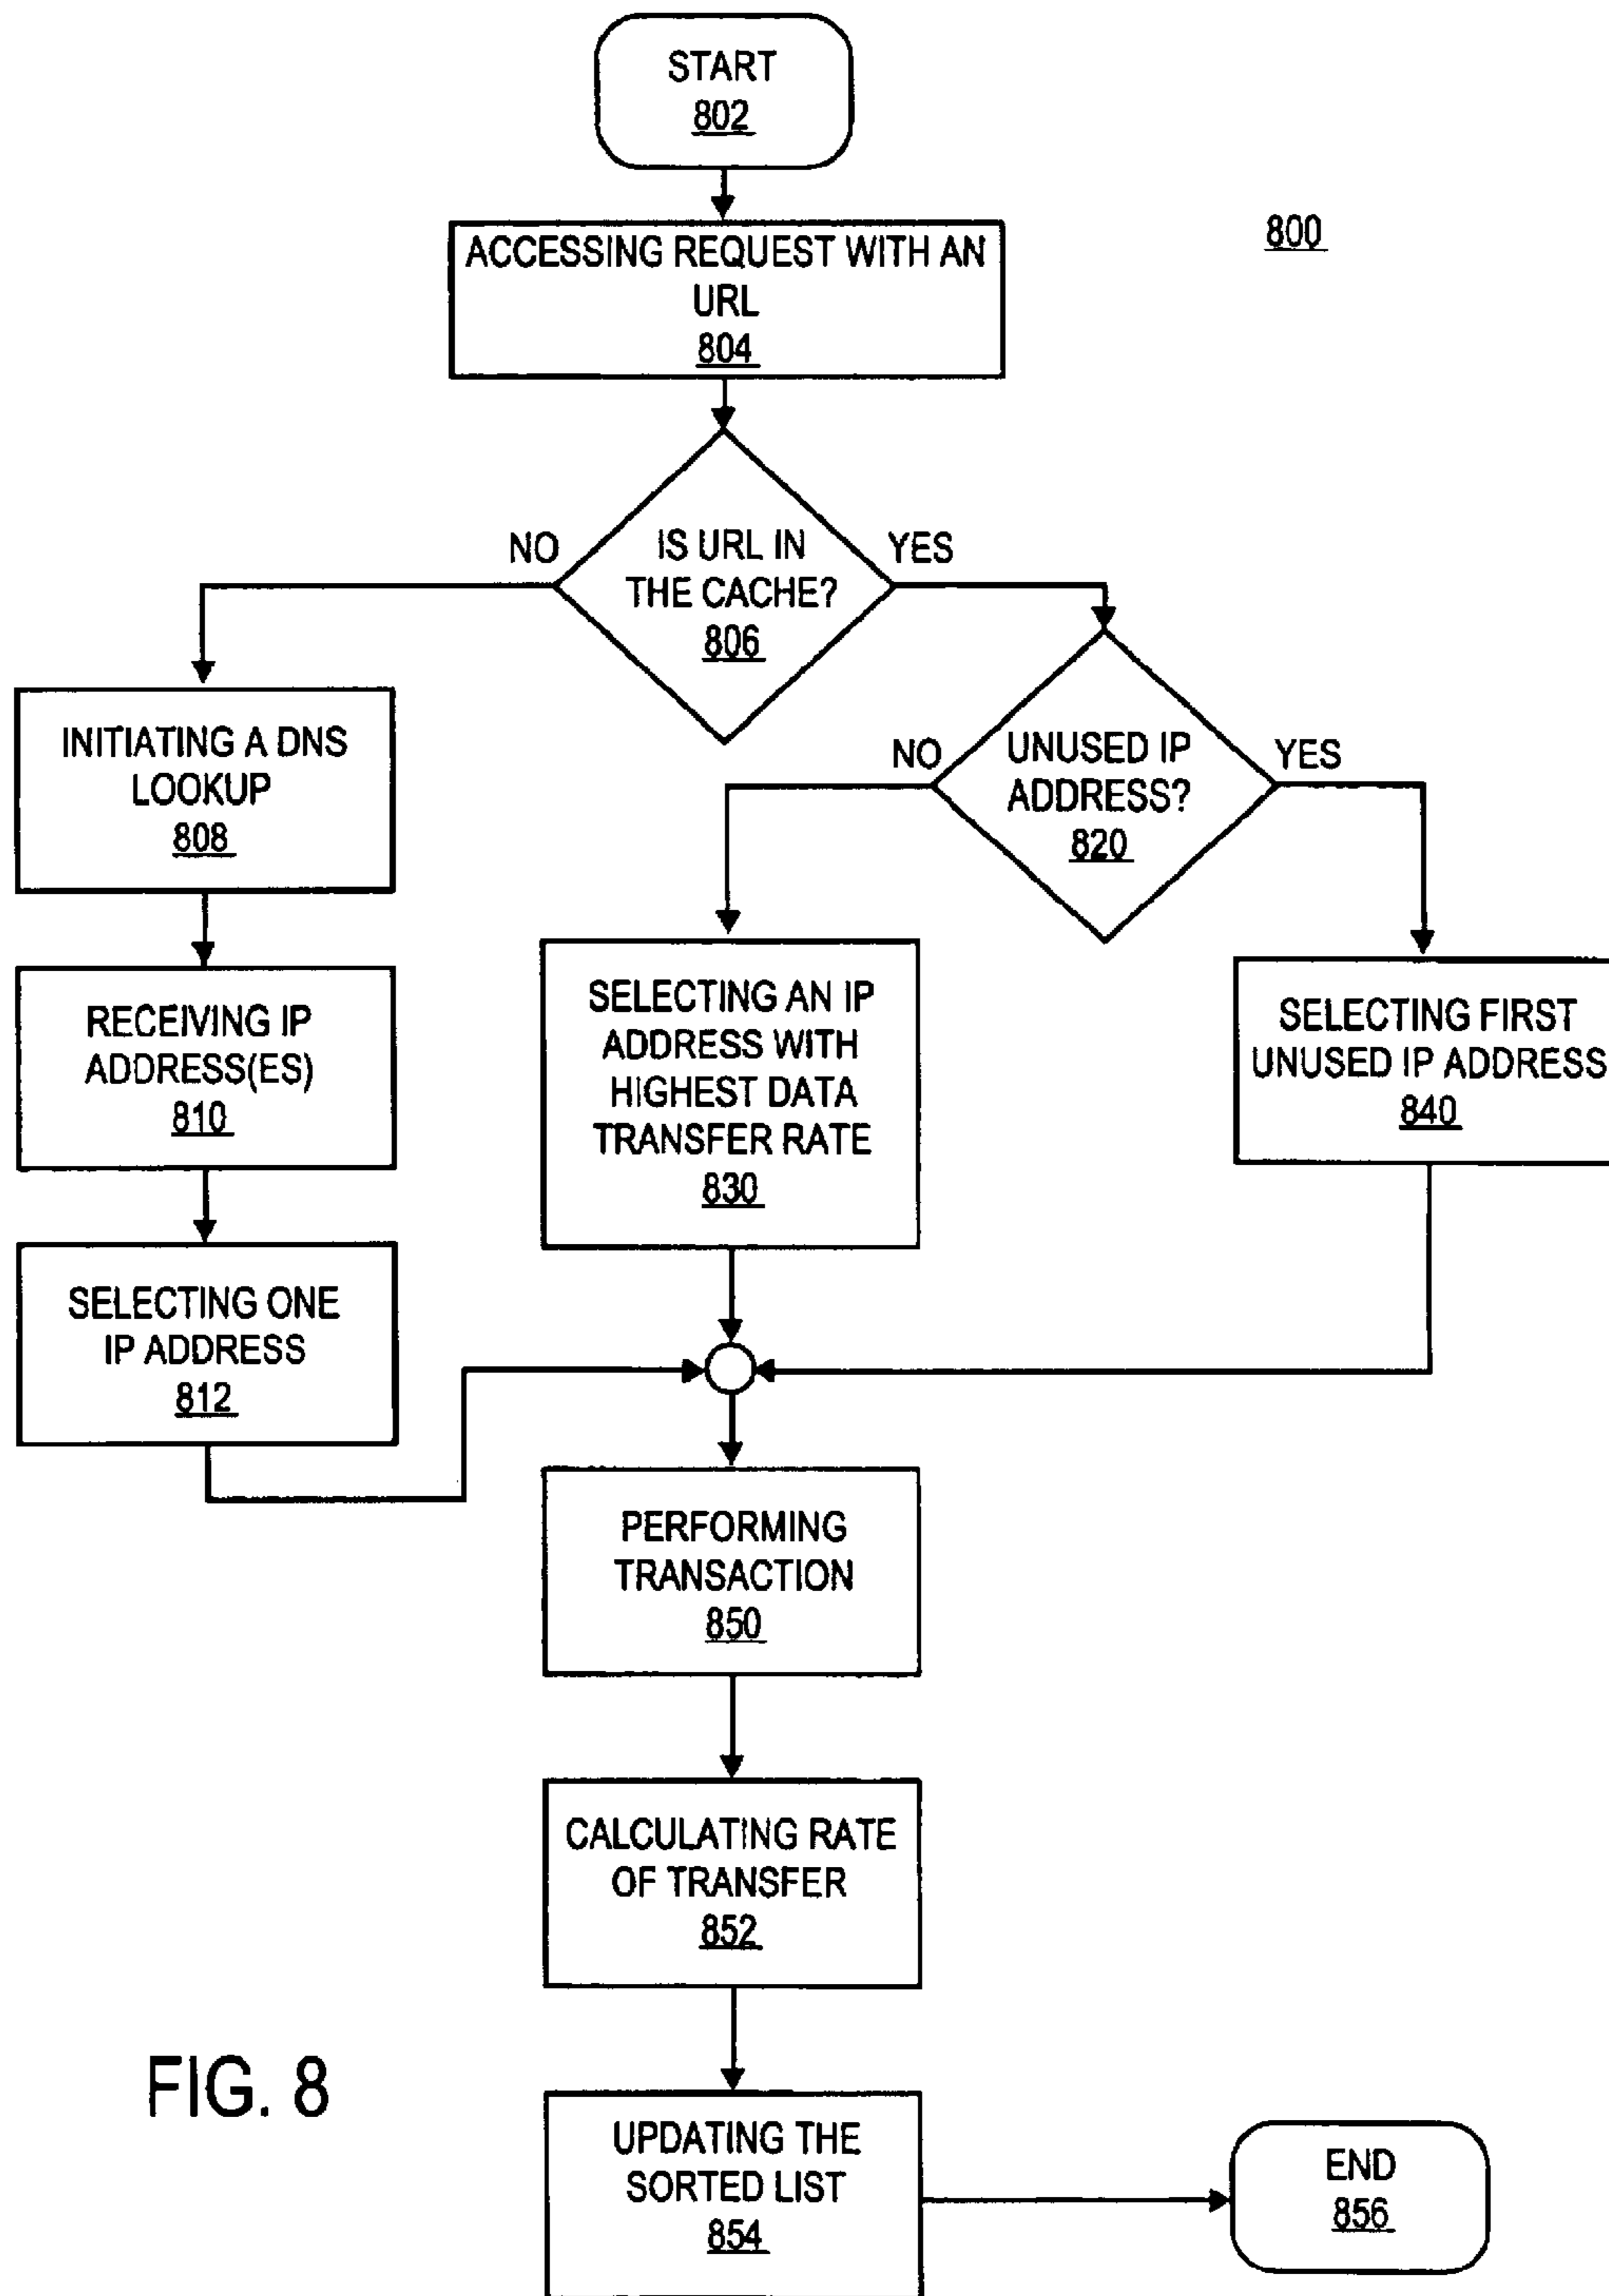 START
802
800
ACCESSING REQUEST WITH AN
URL
804
NO
IS URL IN
THE CACHE?
806
YES
INITIATING A DNS
LOOKUP
808
NO
UNUSED IP
ADDRESS?
820
YES
RECEIVING IP
ADDRESS(ES)
810
SELECTING AN IP
ADDRESS WITH
HIGHEST DATA
TRANSFER RATE
830
SELECTING FIRST
UNUSED IP ADDRESS
840
SELECTING ONE
IP ADDRESS
812
PERFORMING
TRANSACTION
850
CALCULATING RATE
OF TRANSFER
852
FIG. 8
UPDATING THE
SORTED LIST
854
END
856